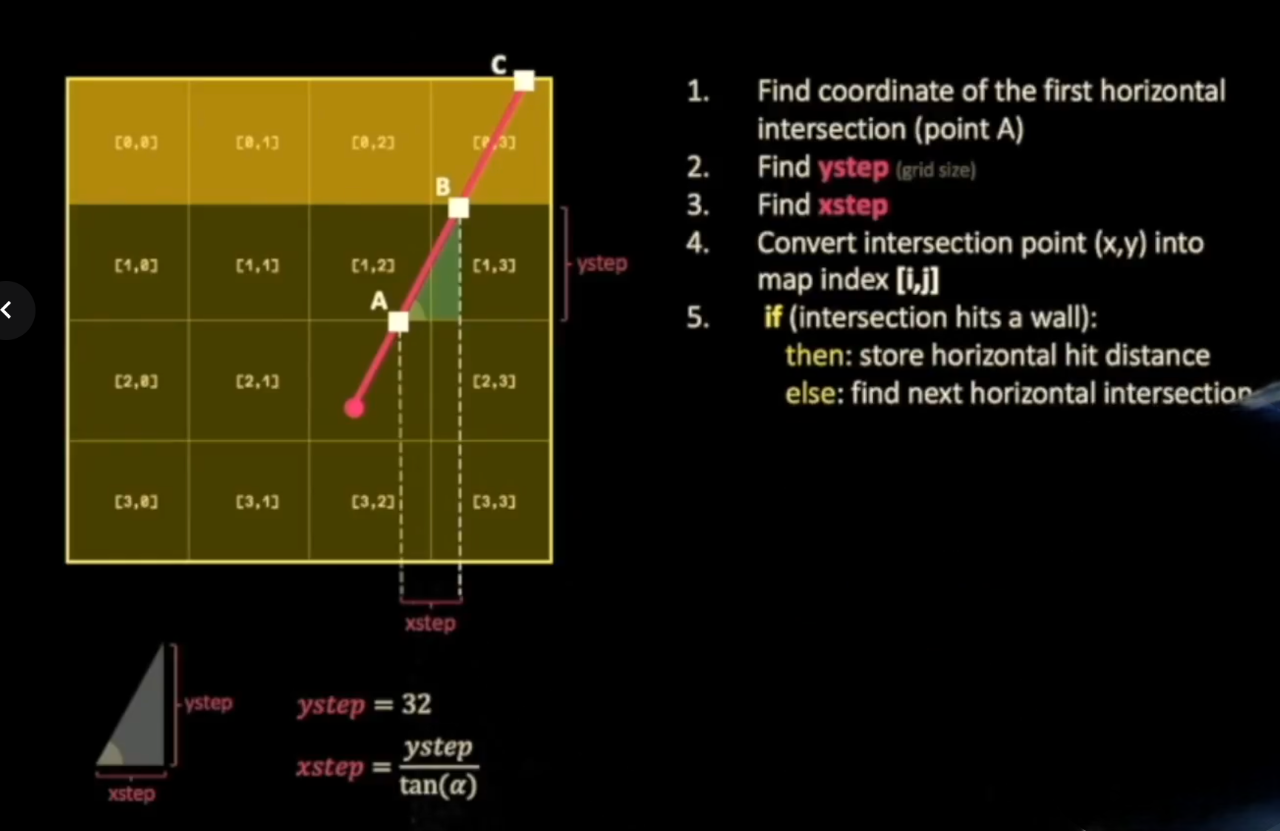 C
[0,0] [0,1] [0,2] [0,3]
B
[1,0] [1,1] [1,2] [1,3]
ystep
A
[2,0] [2,1] [2,3]
[3,0] [3,1] [3,2] [3,3]
xstep
ystep
xstep
ystep = 32
xstep = ystep / tan(α)
1. Find coordinate of the first horizontal
intersection (point A)
2. Find ystep (grid size)
3. Find xstep
4. Convert intersection point (x,y) into
map index [i,j]
5. if (intersection hits a wall):
then: store horizontal hit distance
else: find next horizontal intersection